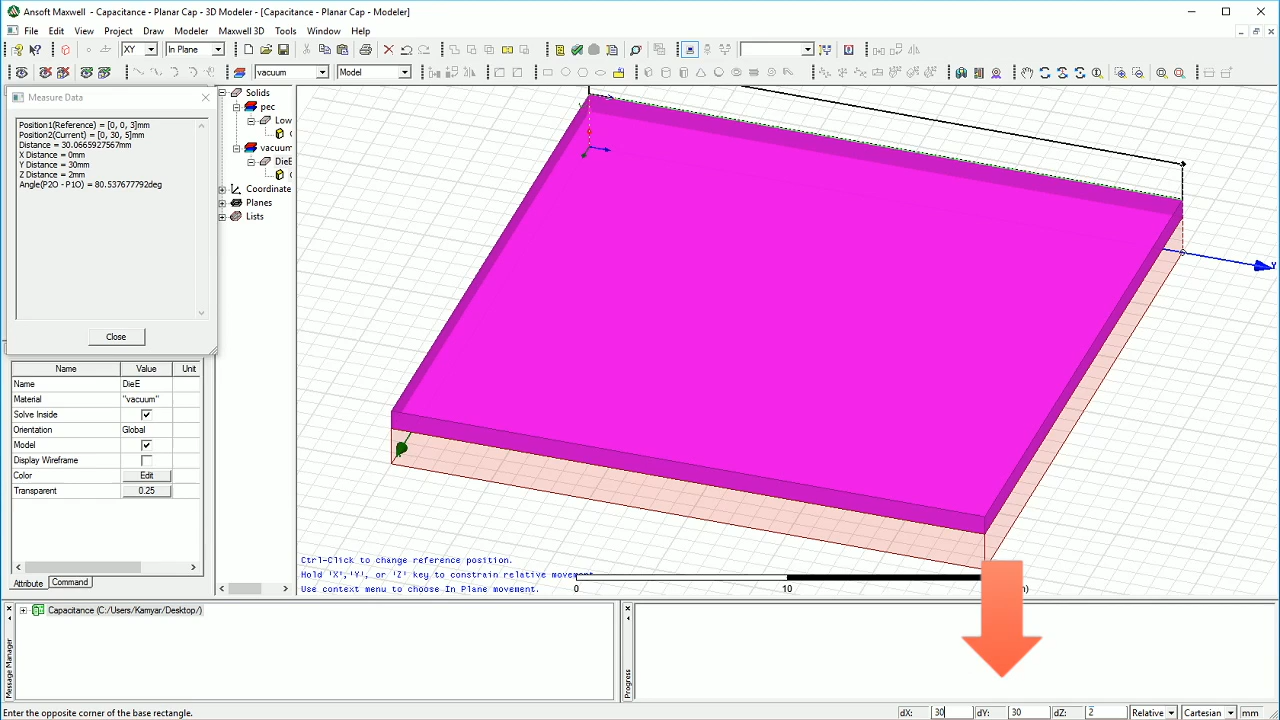 Ansoft Maxwell - Capacitance - Planar Cap - 3D Modeler - [Capacitance - Planar Cap - Modeler]
File Edit View Project Draw Modeler Maxwell 3D Tools Window Help
XY In Plane
vacuum Model
Measure Data
Position1(Reference) = [0, 0, 3]mm
Position2(Current) = [0, 30, 5]mm
Distance = 30.0665927567mm
X Distance = 0mm
Y Distance = 30mm
Z Distance = 2mm
Angle(P2O - P1O) = 80.537677792deg
Close
Solids
pec
Low
vacuum
DieE
Coordinate
Planes
Lists
Name Value Unit
Name DieE
Material "vacuum"
Solve Inside
Orientation Global
Model
Display Wireframe
Color Edit
Transparent 0.25
Attribute Command
Y
Ctrl-Click to change reference position.
Hold 'X','Y', or 'Z' key to constrain relative movement.
Use context menu to choose In Plane movement.
0 10
Message Manager
Capacitance (C:/Users/Kamyar/Desktop/)
Progress
Enter the opposite corner of the base rectangle.
dX: 30 dY: 30 dZ: 2 Relative Cartesian mm